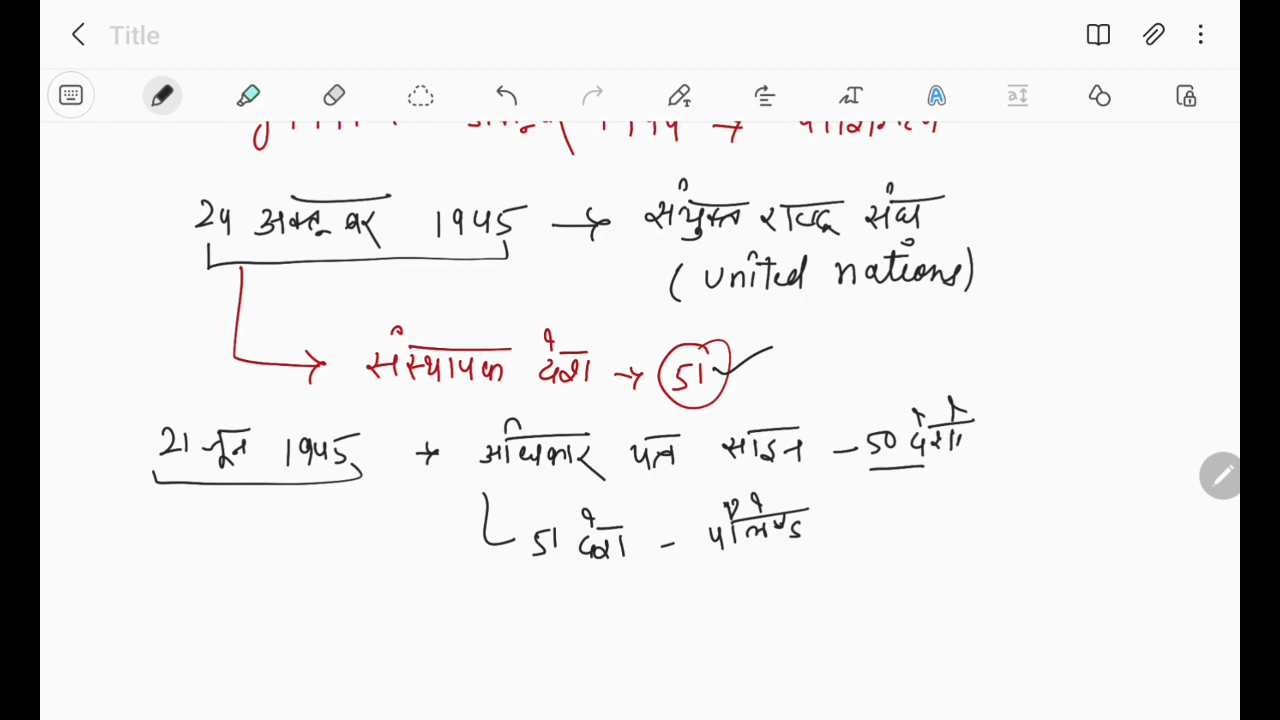 Title
24 अक्टूबर 1945 → संयुक्त राष्ट्र संघ
(United nations)
संस्थापक देश → 51
21 जून 1945 → अधिकार पत्र साइन - 50 देशों
51 देश - पोलैण्ड